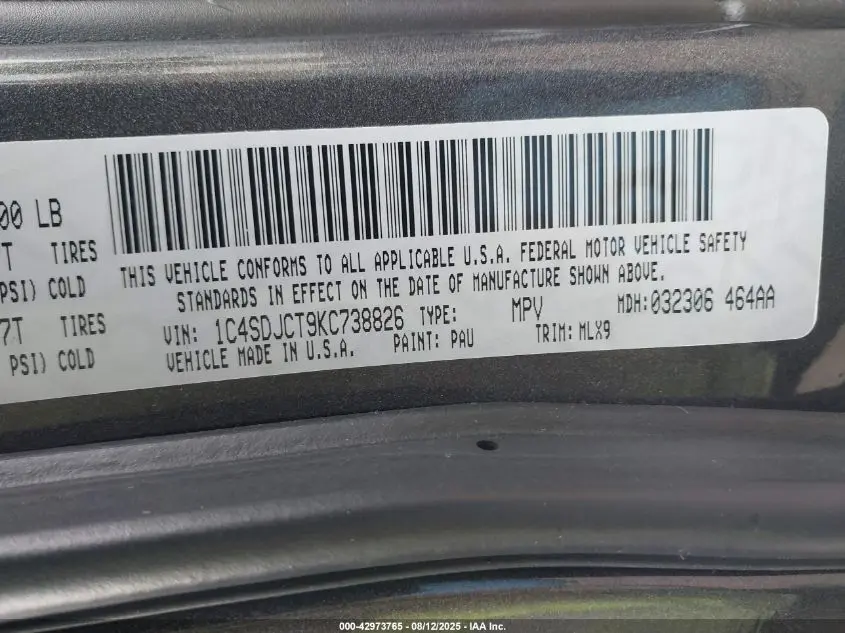 00 LB
T TIRES
PSI) COLD
7T TIRES
PSI) COLD
THIS VEHICLE CONFORMS TO ALL APPLICABLE U.S.A. FEDERAL MOTOR VEHICLE SAFETY
STANDARDS IN EFFECT ON THE DATE OF MANUFACTURE SHOWN ABOVE.
VIN: 1C4SDJCT9KC738826 TYPE: MPV MDH:032306 464AA
VEHICLE MADE IN U.S.A. PAINT: PAU TRIM: MLX9
000-42973765 - 08/12/2025 - IAA Inc.